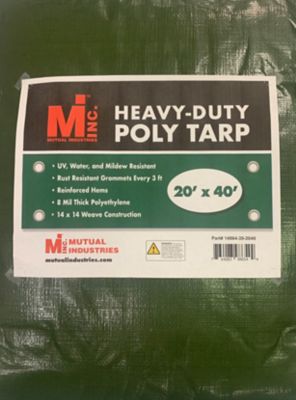 Mi INC.
MUTUAL INDUSTRIES
HEAVY-DUTY
POLY TARP
• UV, Water, and Mildew Resistant
• Rust Resistant Grommets Every 3 ft
• Reinforced Hems
• 8 Mil Thick Polyethylene
• 14 x 14 Weave Construction
20' x 40'
Mi INC. MUTUAL
INDUSTRIES
mutualindustries.com